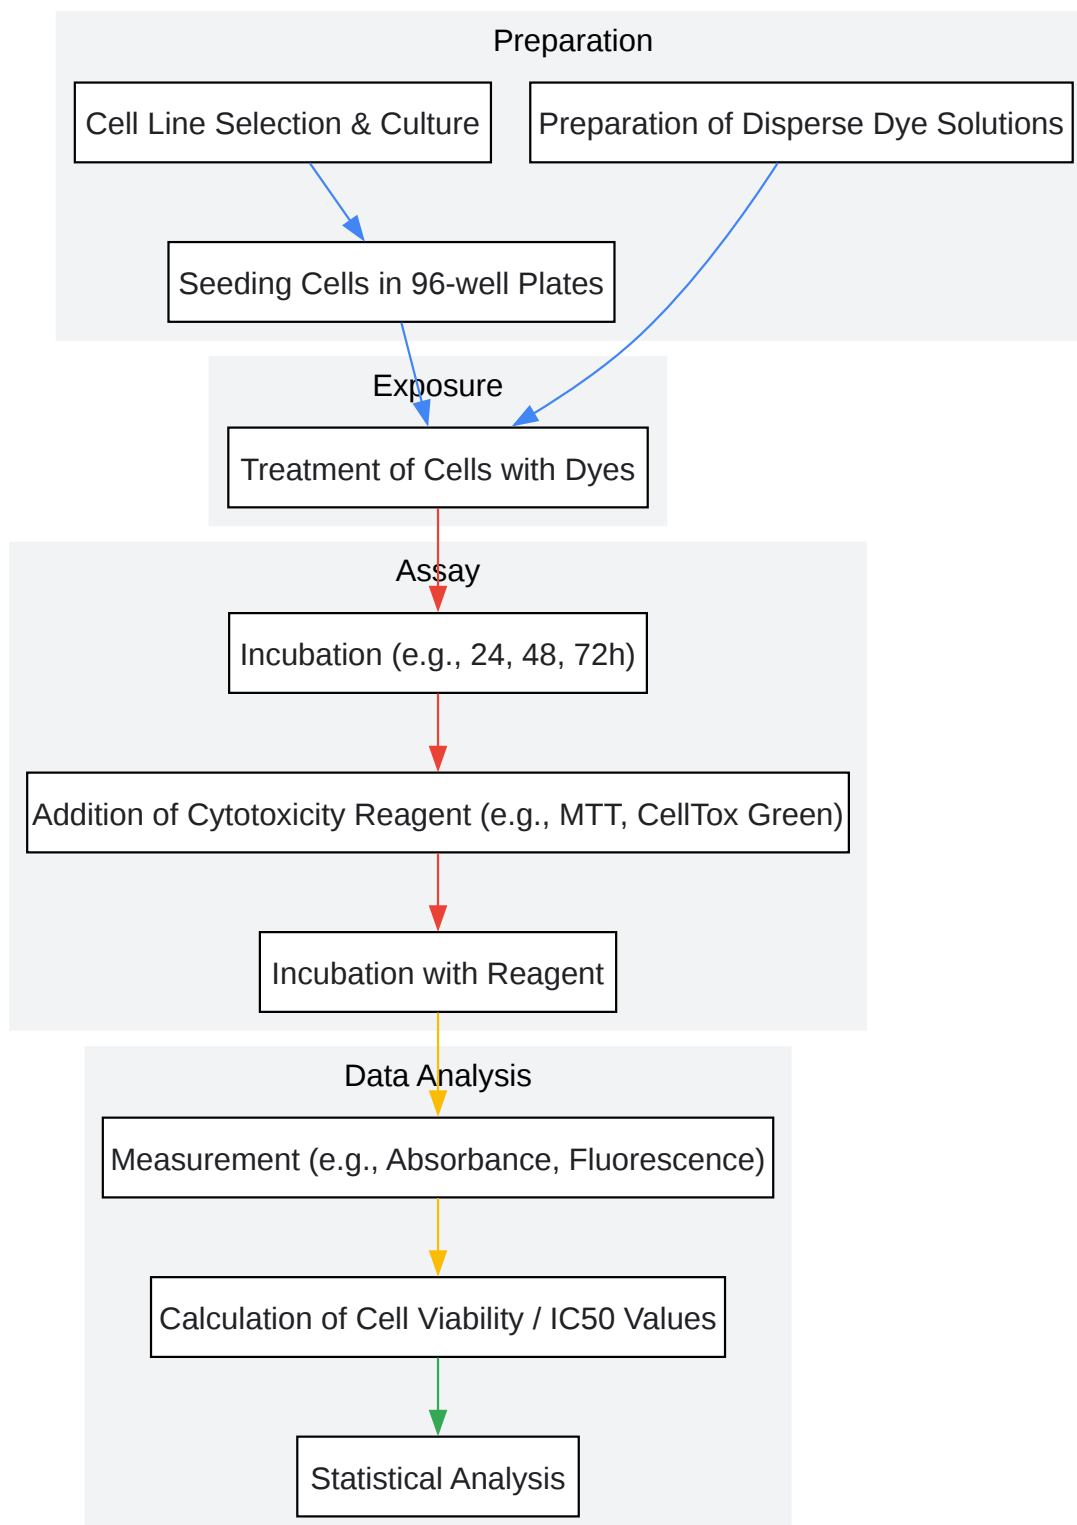 Preparation
Cell Line Selection & Culture
Preparation of Disperse Dye Solutions
Seeding Cells in 96-well Plates
Exposure
Treatment of Cells with Dyes
Assay
Incubation (e.g., 24, 48, 72h)
Addition of Cytotoxicity Reagent (e.g., MTT, CellTox Green)
Incubation with Reagent
Data Analysis
Measurement (e.g., Absorbance, Fluorescence)
Calculation of Cell Viability / IC50 Values
Statistical Analysis